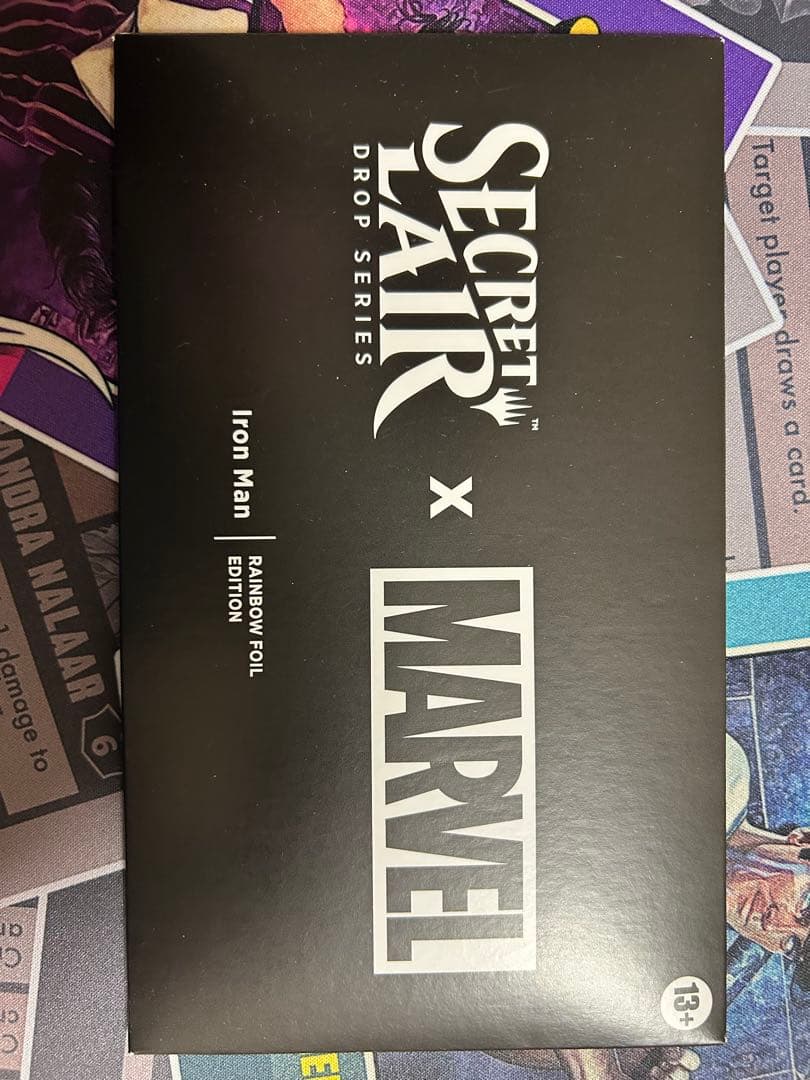 SECRET
LAIR
™
DROP SERIES
X
MARVEL
Iron Man
RAINBOW FOIL
EDITION
13+
Target player draws a card.
ANDRA NALAAR
6
1 damage to